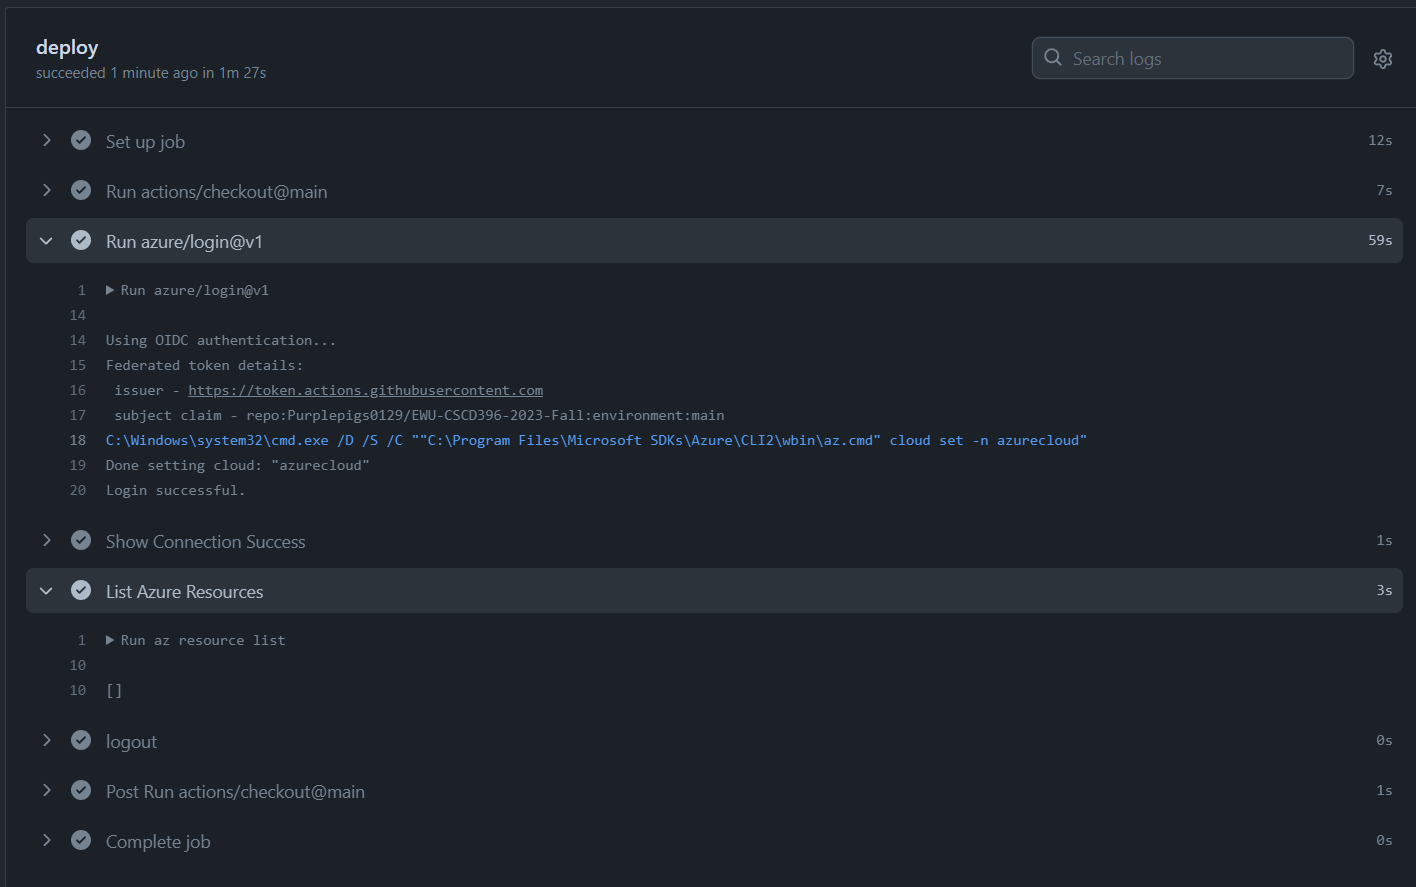 deploy
succeeded 1 minute ago in 1m 27s
Search logs
Set up job 12s
Run actions/checkout@main 7s
Run azure/login@v1 59s
1 Run azure/login@v1
14
14 Using OIDC authentication...
15 Federated token details:
16 issuer - https://token.actions.githubusercontent.com
17 subject claim - repo:Purplepigs0129/EWU-CSCD396-2023-Fall:environment:main
18 C:\Windows\system32\cmd.exe /D /S /C ""C:\Program Files\Microsoft SDKs\Azure\CLI2\wbin\az.cmd" cloud set -n azurecloud"
19 Done setting cloud: "azurecloud"
20 Login successful.
Show Connection Success 1s
List Azure Resources 3s
1 Run az resource list
10
10 []
logout 0s
Post Run actions/checkout@main 1s
Complete job 0s